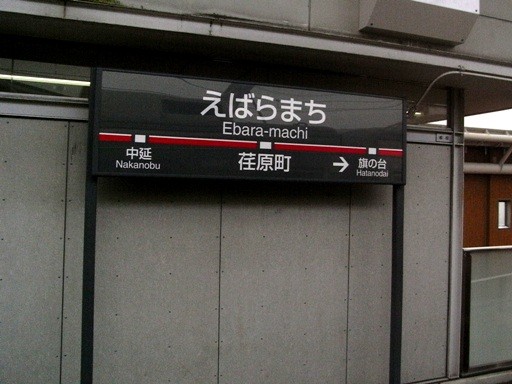 えばらまち
Ebara-machi
中延
Nakanobu
荏原町
→
旗の台
Hatanodai